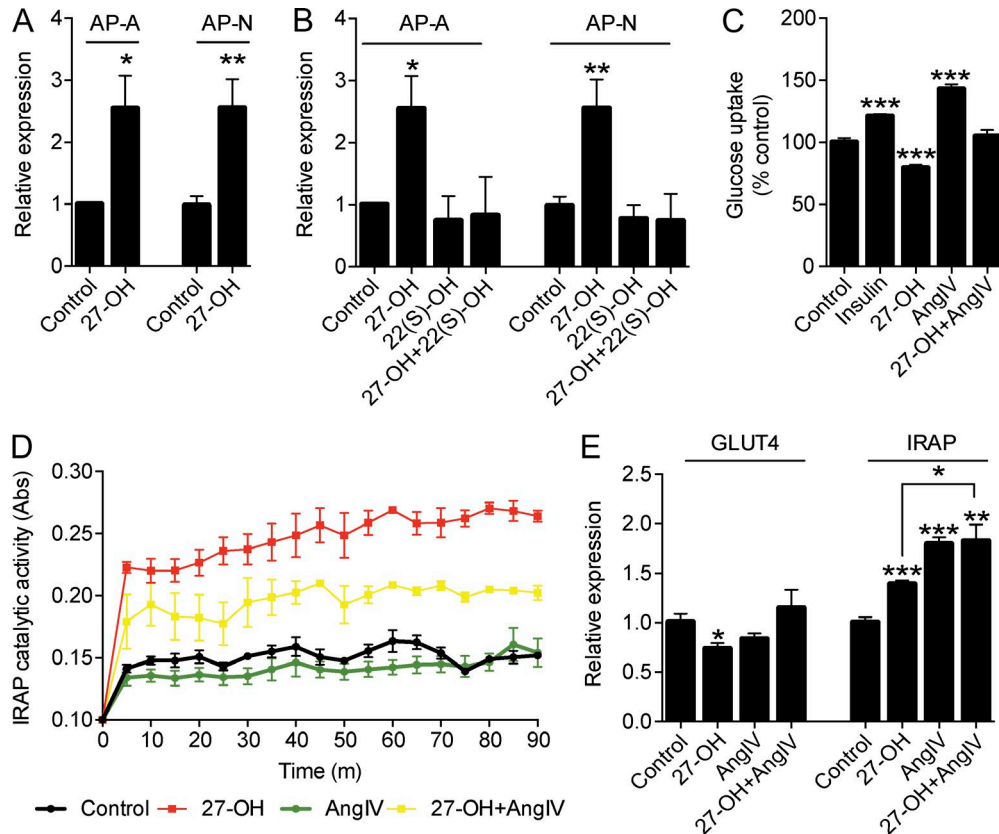 A
AP-A AP-N
Relative expression
4
3
2
1
0
* **
Control 27-OH Control 27-OH
B
AP-A AP-N
Relative expression
4
3
2
1
0
* **
Control 27-OH 22(S)-OH 27-OH+22(S)-OH Control 27-OH 22(S)-OH 27-OH+22(S)-OH
C
Glucose uptake
(% control)
200
150
100
50
0
*** *** ***
Control Insulin 27-OH AngIV 27-OH+AngIV
D
IRAP catalytic activity (Abs)
0.30
0.25
0.20
0.15
0.10
0 10 20 30 40 50 60 70 80 90
Time (m)
Control 27-OH AngIV 27-OH+AngIV
E
GLUT4 IRAP
Relative expression
2.5
2.0
1.5
1.0
0.5
0.0
*
* *** *** **
Control 27-OH AngIV 27-OH+AngIV Control 27-OH AngIV 27-OH+AngIV